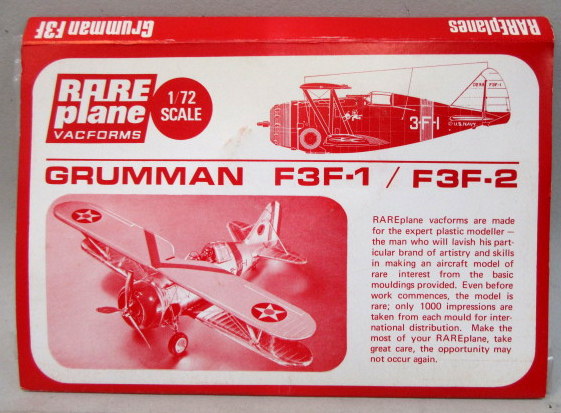 Grumman F3F
RAREplanes
RARE
plane
VACFORMS
1/72
SCALE
3-F-1
U.S. NAVY
F3F-1
GRUMMAN F3F-1 / F3F-2
RAREplane vacforms are made
for the expert plastic modeller —
the man who will lavish his part-
icular brand of artistry and skills
in making an aircraft model of
rare interest from the basic
mouldings provided. Even before
work commences, the model is
rare; only 1000 impressions are
taken from each mould for inter-
national distribution. Make the
most of your RAREplane, take
great care, the opportunity may
not occur again.